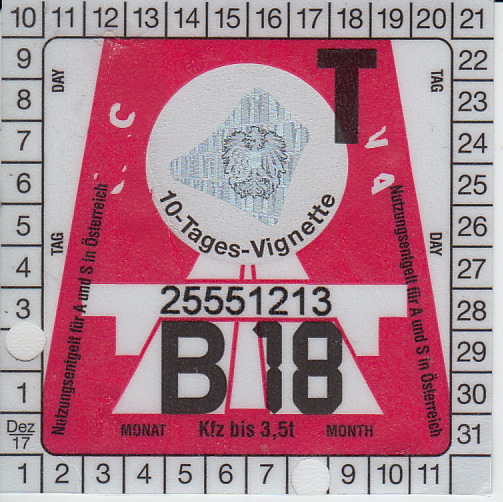 10 11 12 13 14 15 16 17 18 19 20 21
9
8
7
6
5
4
3
1
Dez
17
22
23
24
25
26
27
28
29
30
31
1 2 3 4 5 6 7 9 10 11
DAY
TAG
TAG
DAY
T
C
V
A
10-Tages-Vignette
Nutzungsentgelt für A und S in Österreich
Nutzungsentgelt für A und S in Österreich
25551213
B 18
MONAT Kfz bis 3,5t MONTH